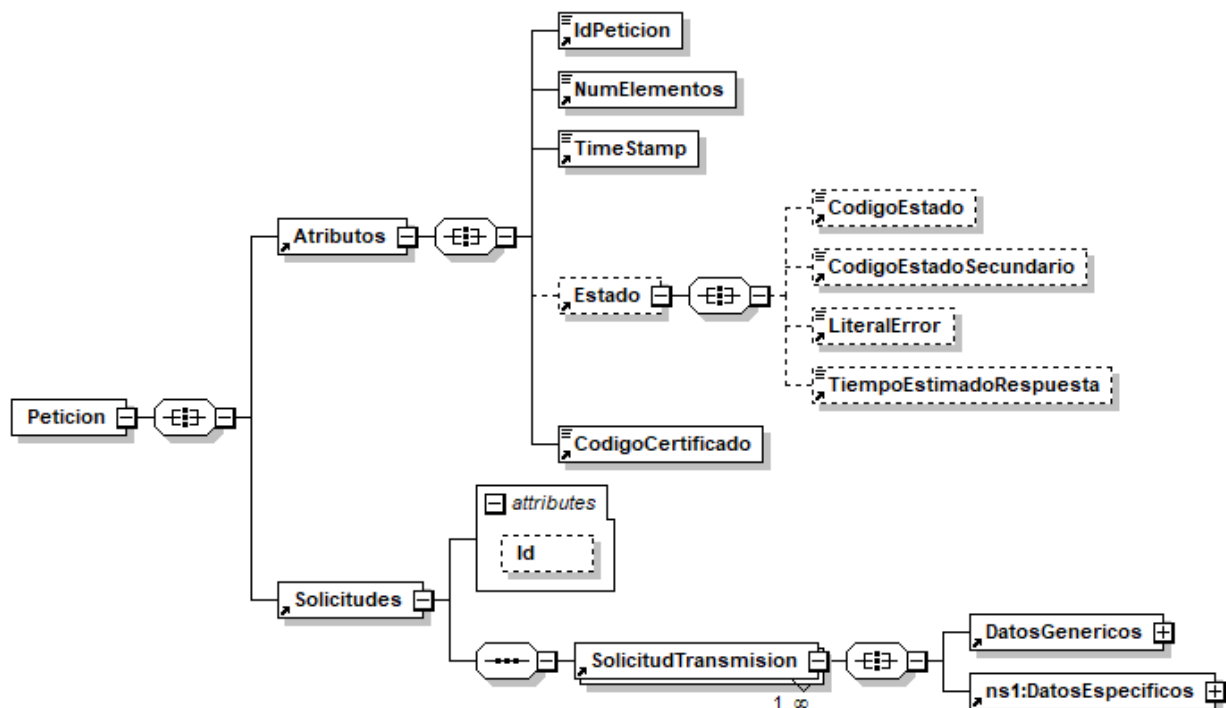 IdPeticion
NumElementos
TimeStamp
CodigoEstado
Atributos
CodigoEstadoSecundario
Estado
LiteralError
TiempoEstimadoRespuesta
Peticion
CodigoCertificado
attributes
Id
Solicitudes
DatosGenericos
SolicitudTransmision
ns1:DatosEspecificos
1 ∞